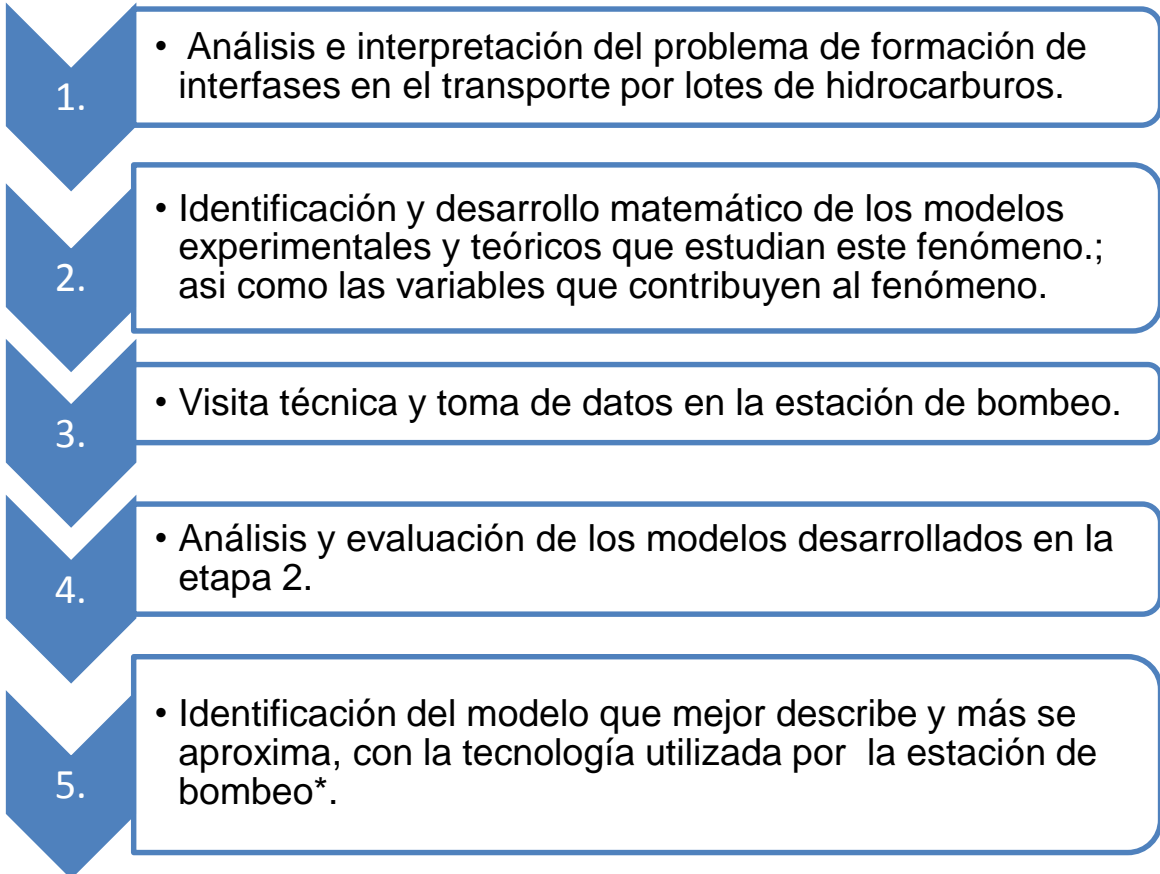 1.
• Análisis e interpretación del problema de formación de
interfases en el transporte por lotes de hidrocarburos.
2.
• Identificación y desarrollo matemático de los modelos
experimentales y teóricos que estudian este fenómeno.;
asi como las variables que contribuyen al fenómeno.
3.
• Visita técnica y toma de datos en la estación de bombeo.
4.
• Análisis y evaluación de los modelos desarrollados en la
etapa 2.
5.
• Identificación del modelo que mejor describe y más se
aproxima, con la tecnología utilizada por la estación de
bombeo*.